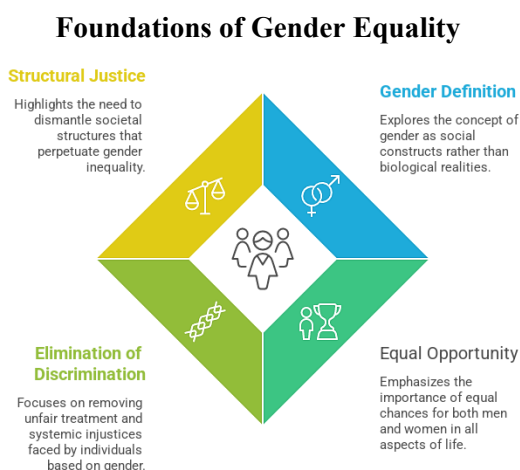 Foundations of Gender Equality
Structural Justice
Highlights the need to
dismantle societal
structures that
perpetuate gender
inequality.
Gender Definition
Explores the concept of
gender as social
constructs rather than
biological realities.
Elimination of
Discrimination
Focuses on removing
unfair treatment and
systemic injustices
faced by individuals
based on gender.
Equal Opportunity
Emphasizes the
importance of equal
chances for both men
and women in all
aspects of life.